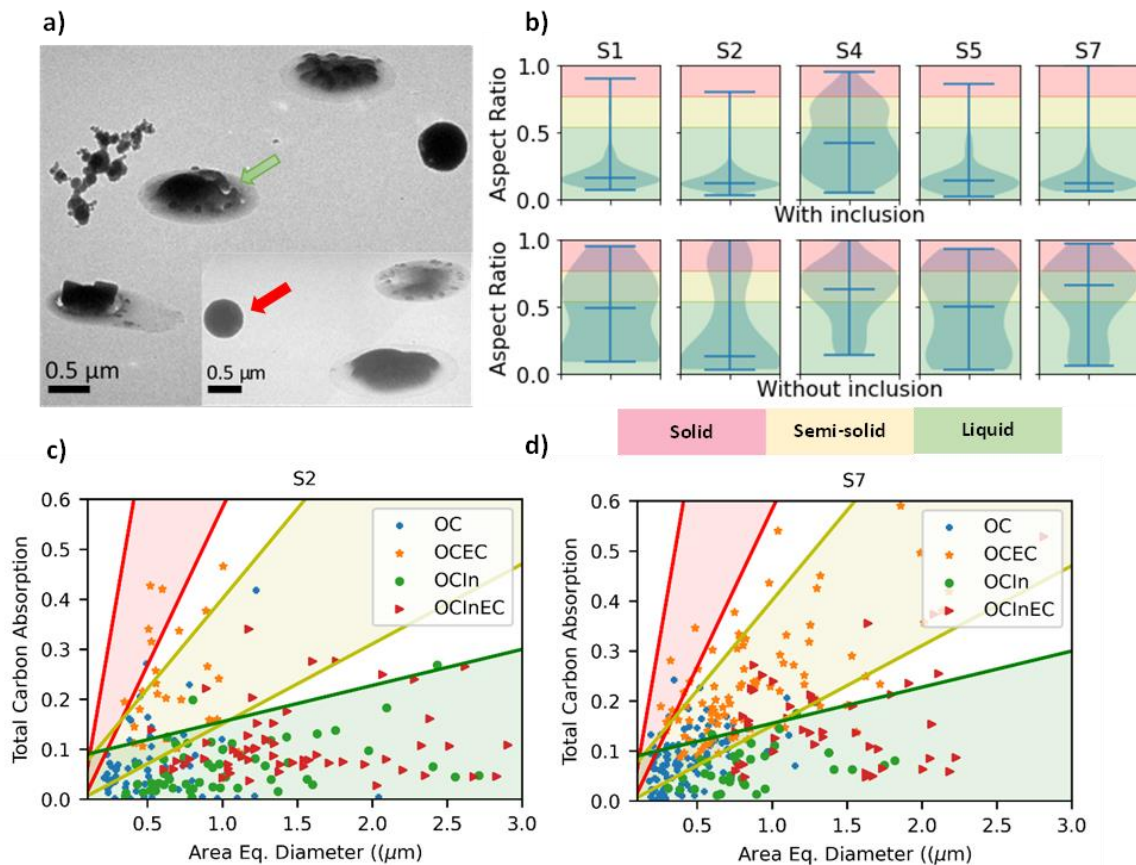 a)
0.5 µm
0.5 µm
b)
S1 S2 S4 S5 S7
Aspect Ratio
1.0
0.5
0.0
With inclusion
Aspect Ratio
1.0
0.5
0.0
Without inclusion
Solid Semi-solid Liquid
c)
S2
Total Carbon Absorption
0.6
0.5
0.4
0.3
0.2
0.1
0.0
OC
OCEC
OCIn
OCInEC
0.5 1.0 1.5 2.0 2.5 3.0
Area Eq. Diameter ((µm)
d)
S7
Total Carbon Absorption
0.6
0.5
0.4
0.3
0.2
0.1
0.0
OC
OCEC
OCIn
OCInEC
0.5 1.0 1.5 2.0 2.5 3.0
Area Eq. Diameter ((µm)